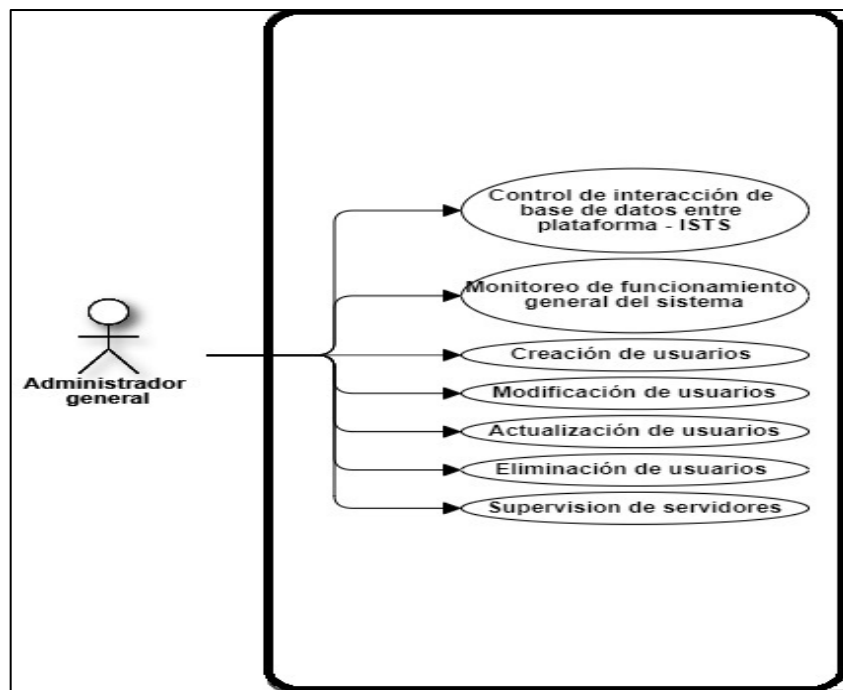 Control de interacción de
base de datos entre
plataforma - ISTS
Monitoreo de funcionamiento
general del sistema
Creación de usuarios
Modificación de usuarios
Actualización de usuarios
Eliminación de usuarios
Supervision de servidores
Administrador
general